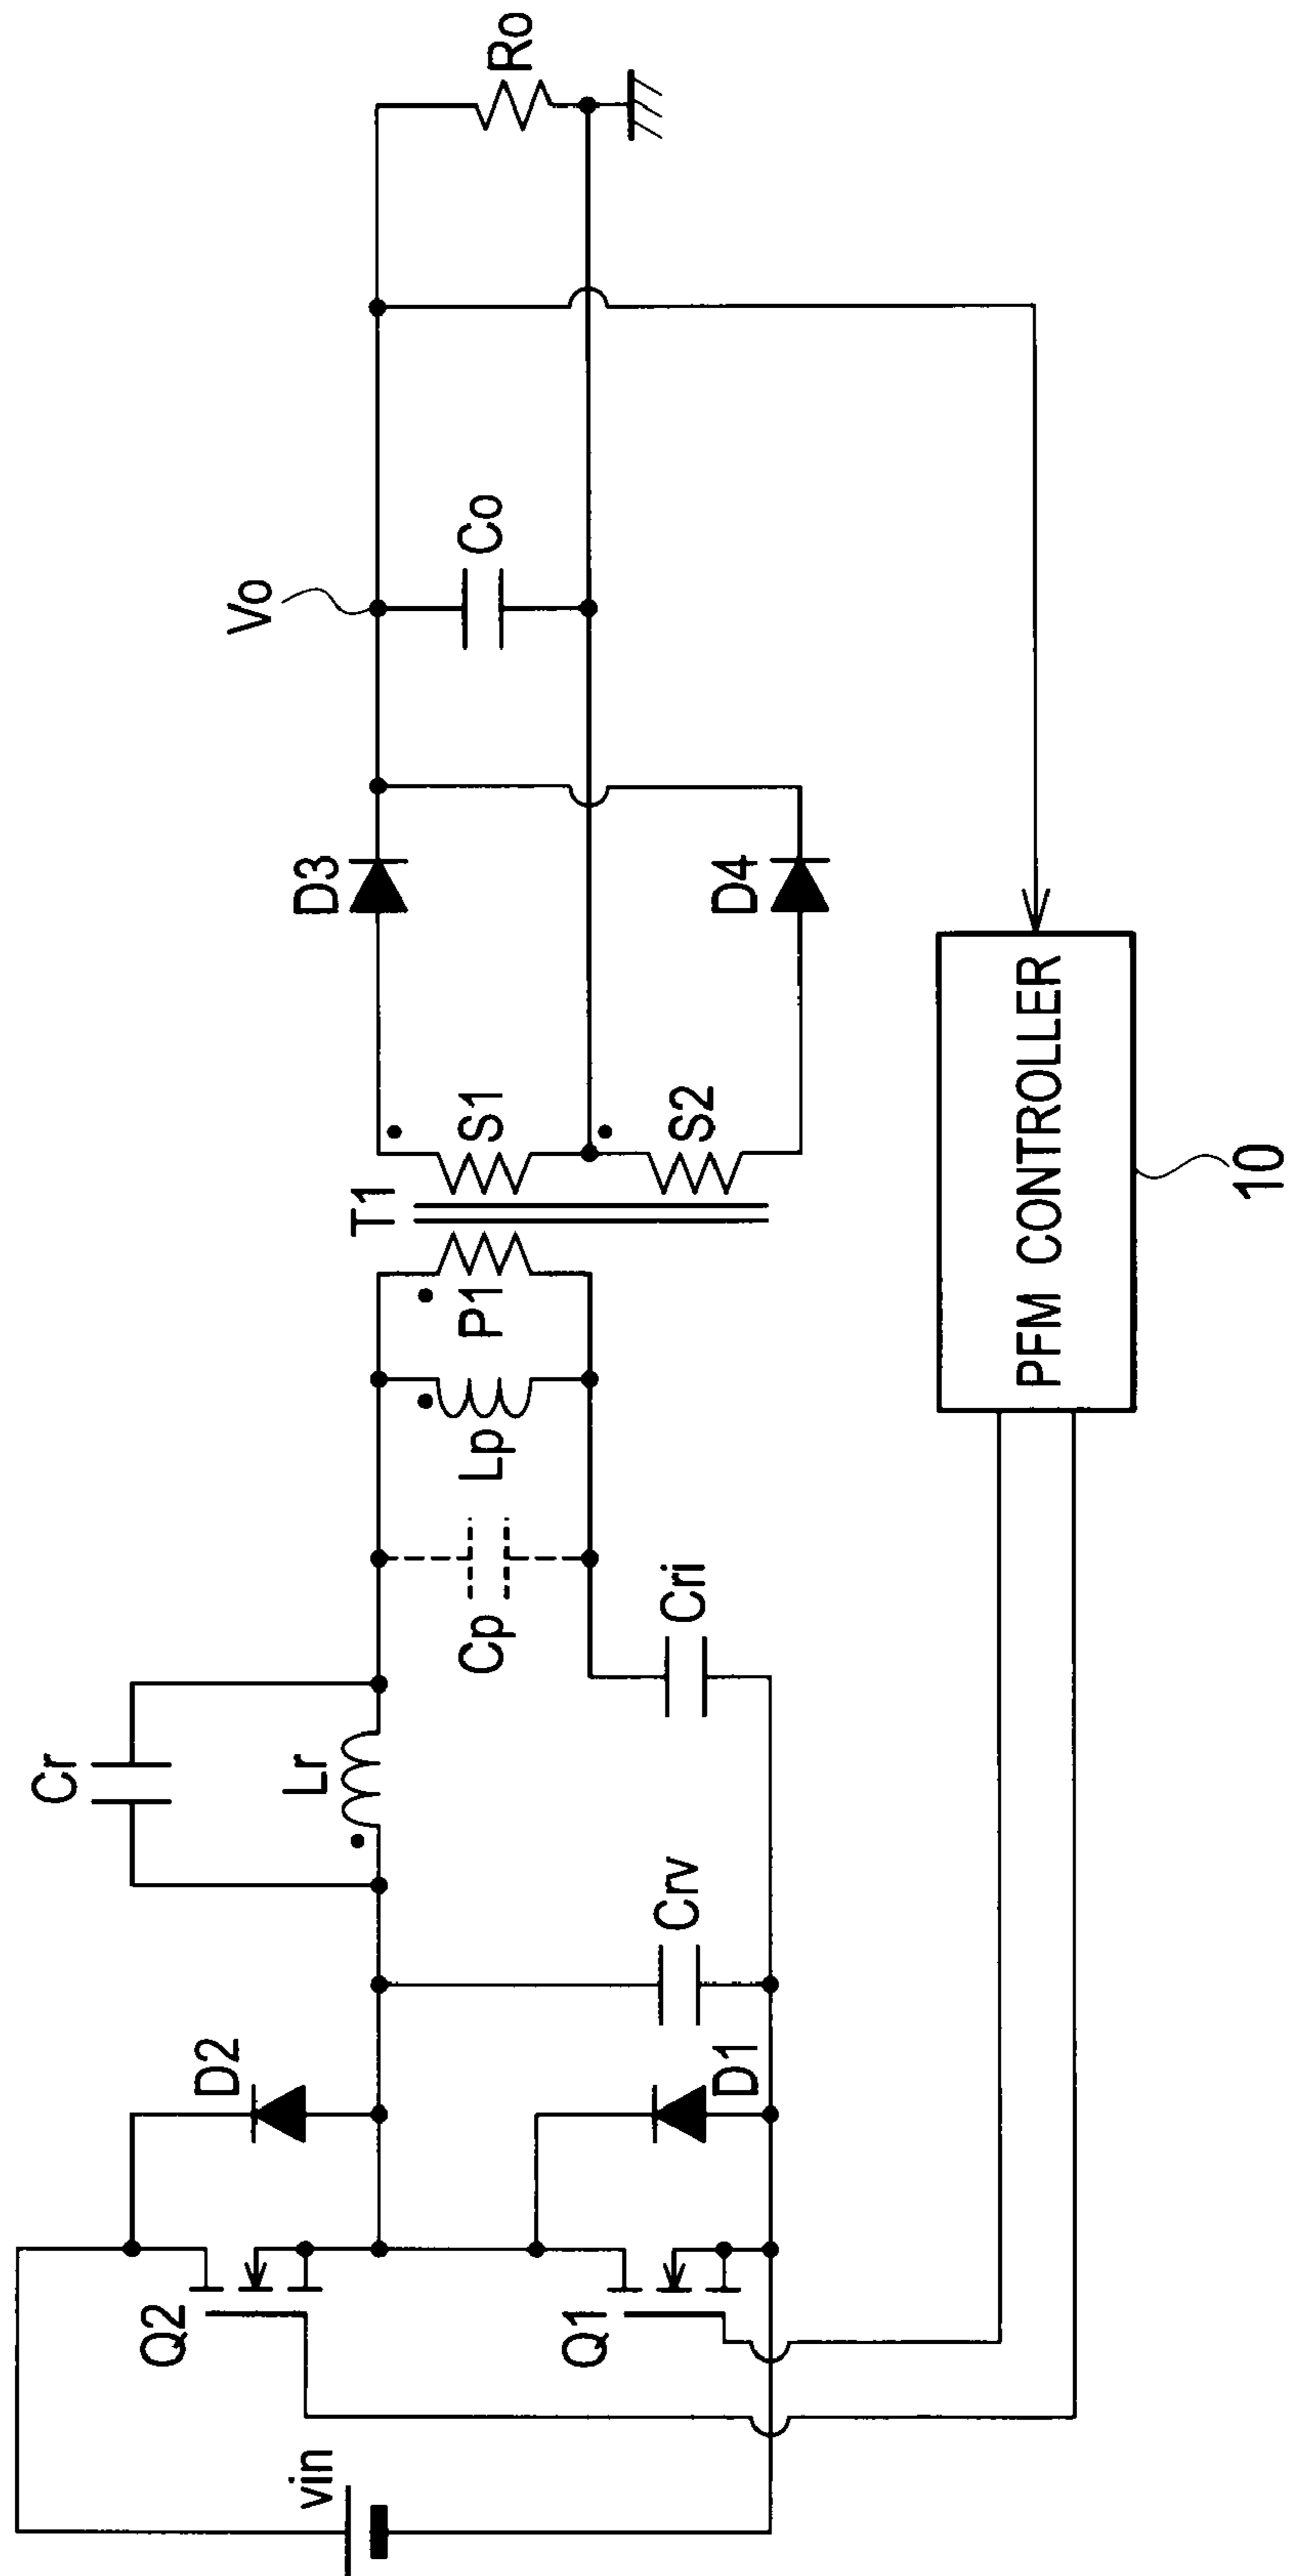 vin
Q2
Q1
D2
D1
Crv
Cr
Lr
Cri
Cp
Lp
P1
T1
S1
S2
D3
D4
Vo
Co
Ro
PFM CONTROLLER
10